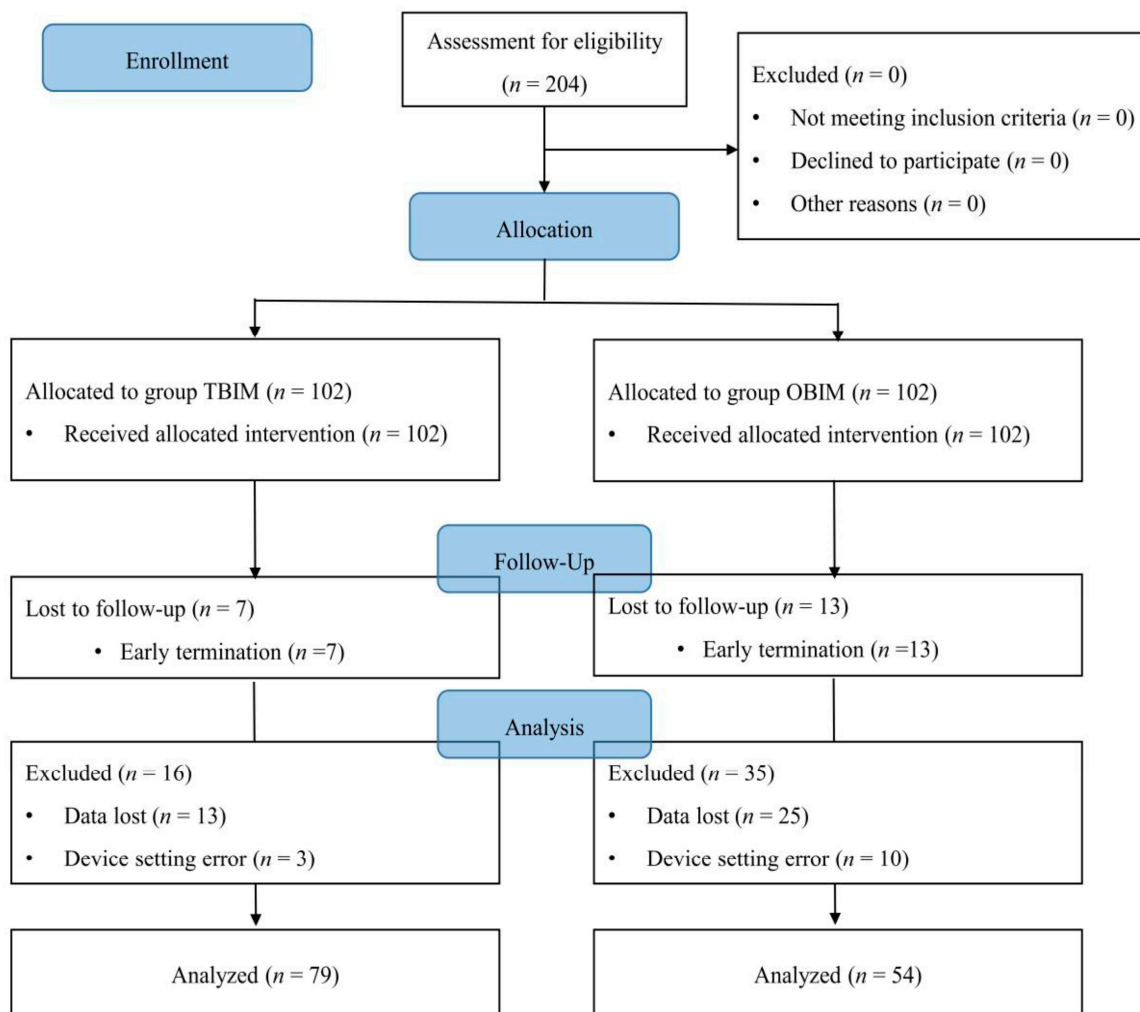 Enrollment
Assessment for eligibility
(n = 204)
Excluded (n = 0)
• Not meeting inclusion criteria (n = 0)
• Declined to participate (n = 0)
• Other reasons (n = 0)
Allocation
Allocated to group TBIM (n = 102)
• Received allocated intervention (n = 102)
Allocated to group OBIM (n = 102)
• Received allocated intervention (n = 102)
Follow-Up
Lost to follow-up (n = 7)
• Early termination (n =7)
Lost to follow-up (n = 13)
• Early termination (n =13)
Analysis
Excluded (n = 16)
• Data lost (n = 13)
• Device setting error (n = 3)
Excluded (n = 35)
• Data lost (n = 25)
• Device setting error (n = 10)
Analyzed (n = 79)
Analyzed (n = 54)